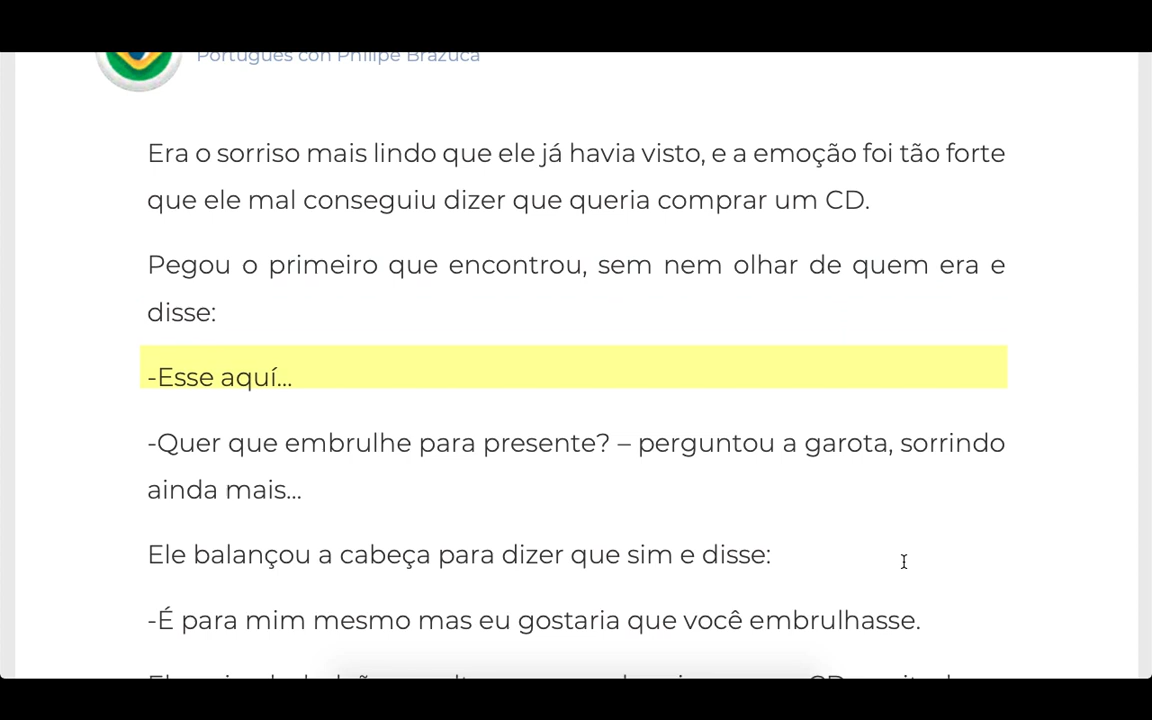 Portugués con Philipe Brazuca
Era o sorriso mais lindo que ele já havia visto, e a emoção foi tão forte
que ele mal conseguiu dizer que queria comprar um CD.
Pegou o primeiro que encontrou, sem nem olhar de quem era e
disse:
-Esse aquí...
-Quer que embrulhe para presente? – perguntou a garota, sorrindo
ainda mais...
Ele balançou a cabeça para dizer que sim e disse:
-É para mim mesmo mas eu gostaria que você embrulhasse.